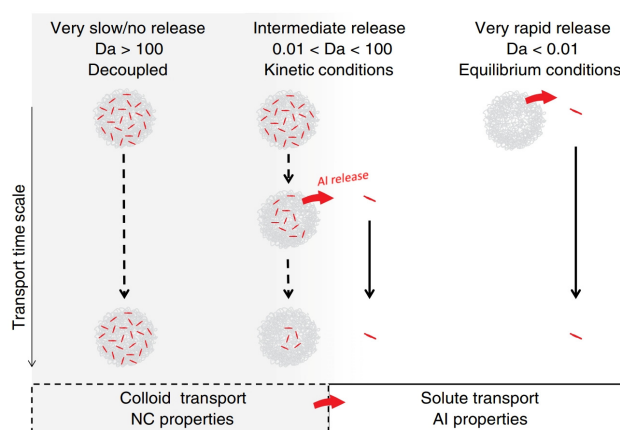 Very slow/no release
Da > 100
Decoupled
Intermediate release
0.01 < Da < 100
Kinetic conditions
Very rapid release
Da < 0.01
Equilibrium conditions
Transport time scale
AI release
Colloid transport
NC properties
Solute transport
AI properties